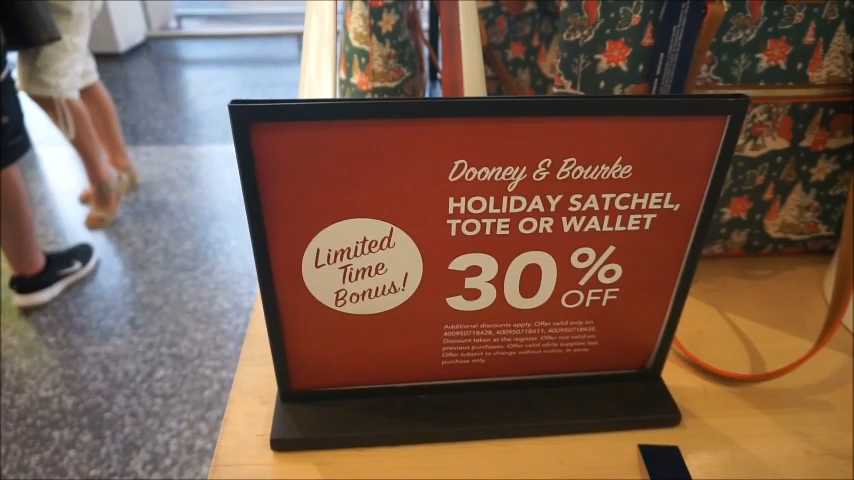 Dooney & Bourke
HOLIDAY SATCHEL,
TOTE OR WALLET
30% OFF
Limited
Time
Bonus!
Additional discounts apply. Offer valid only on
400950718428, 400950718411, 400950718435.
Discount taken at the register. Offer not valid on
previous purchases. Offer valid while supplies last.
Offer subject to change without notice. In store
purchase only.